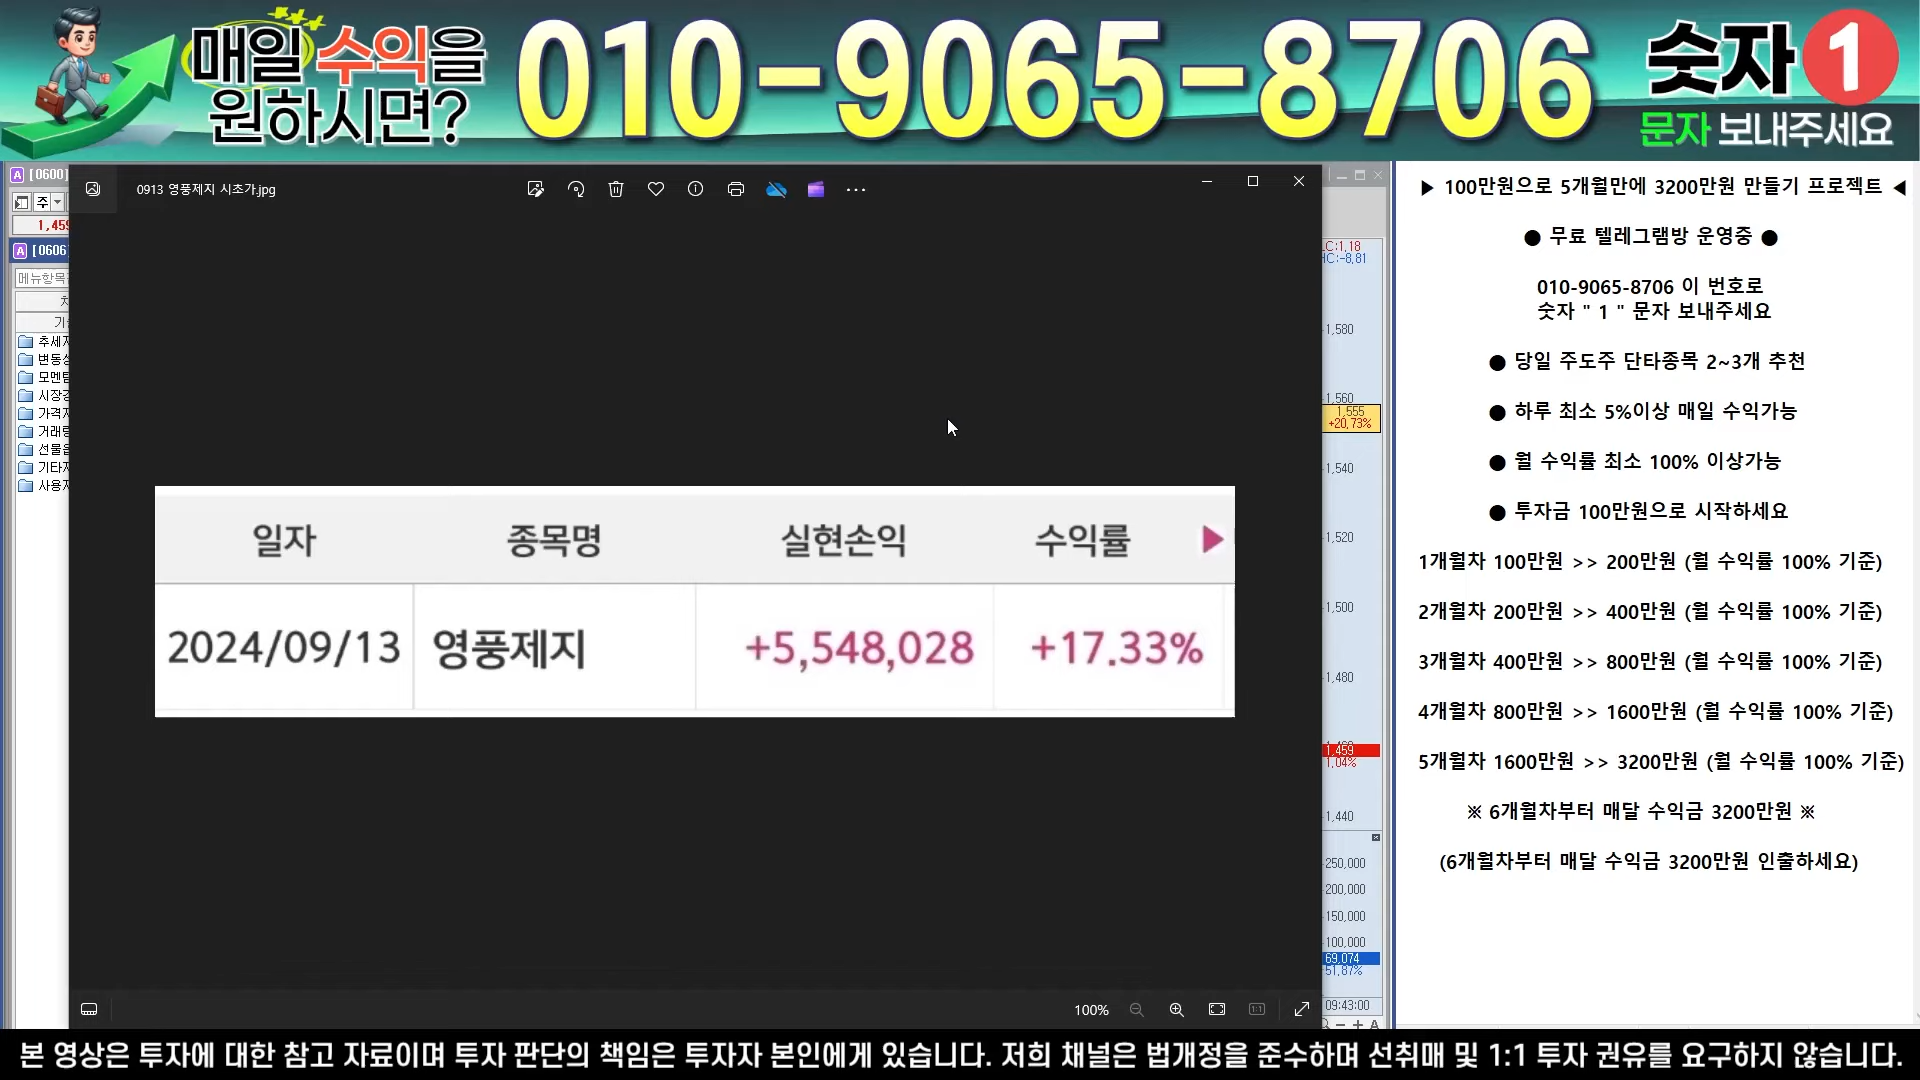 매일 수익을
원하시면?
010-9065-8706
숫자 1
문자 보내주세요
[0600]
주
1,459
[0606]
추세
변동성
모멘텀
가격
선물옵
기타
사용
0913 영풍제지 시초가.jpg
일자 종목명 실현손익 수익률
2024/09/13 영풍제지 +5,548,028 +17.33%
100%
LC:1.18
HC:-8.81
1,580
1,560
1,555
+20.73%
1,540
1,520
1,500
1,480
1,459
1.04%
1,440
250,000
200,000
150,000
100,000
69,074
51.87%
09:43:00
▶ 100만원으로 5개월만에 3200만원 만들기 프로젝트 ◀
● 무료 텔레그램방 운영중 ●
010-9065-8706 이 번호로
숫자 " 1 " 문자 보내주세요
● 당일 주도주 단타종목 2~3개 추천
● 하루 최소 5%이상 매일 수익가능
● 월 수익률 최소 100% 이상가능
● 투자금 100만원으로 시작하세요
1개월차 100만원 >> 200만원 (월 수익률 100% 기준)
2개월차 200만원 >> 400만원 (월 수익률 100% 기준)
3개월차 400만원 >> 800만원 (월 수익률 100% 기준)
4개월차 800만원 >> 1600만원 (월 수익률 100% 기준)
5개월차 1600만원 >> 3200만원 (월 수익률 100% 기준)
※ 6개월차부터 매달 수익금 3200만원 ※
(6개월차부터 매달 수익금 3200만원 인출하세요)
본 영상은 투자에 대한 참고 자료이며 투자 판단의 책임은 투자자 본인에게 있습니다. 저희 채널은 법개정을 준수하며 선취매 및 1:1 투자 권유를 요구하지 않습니다.